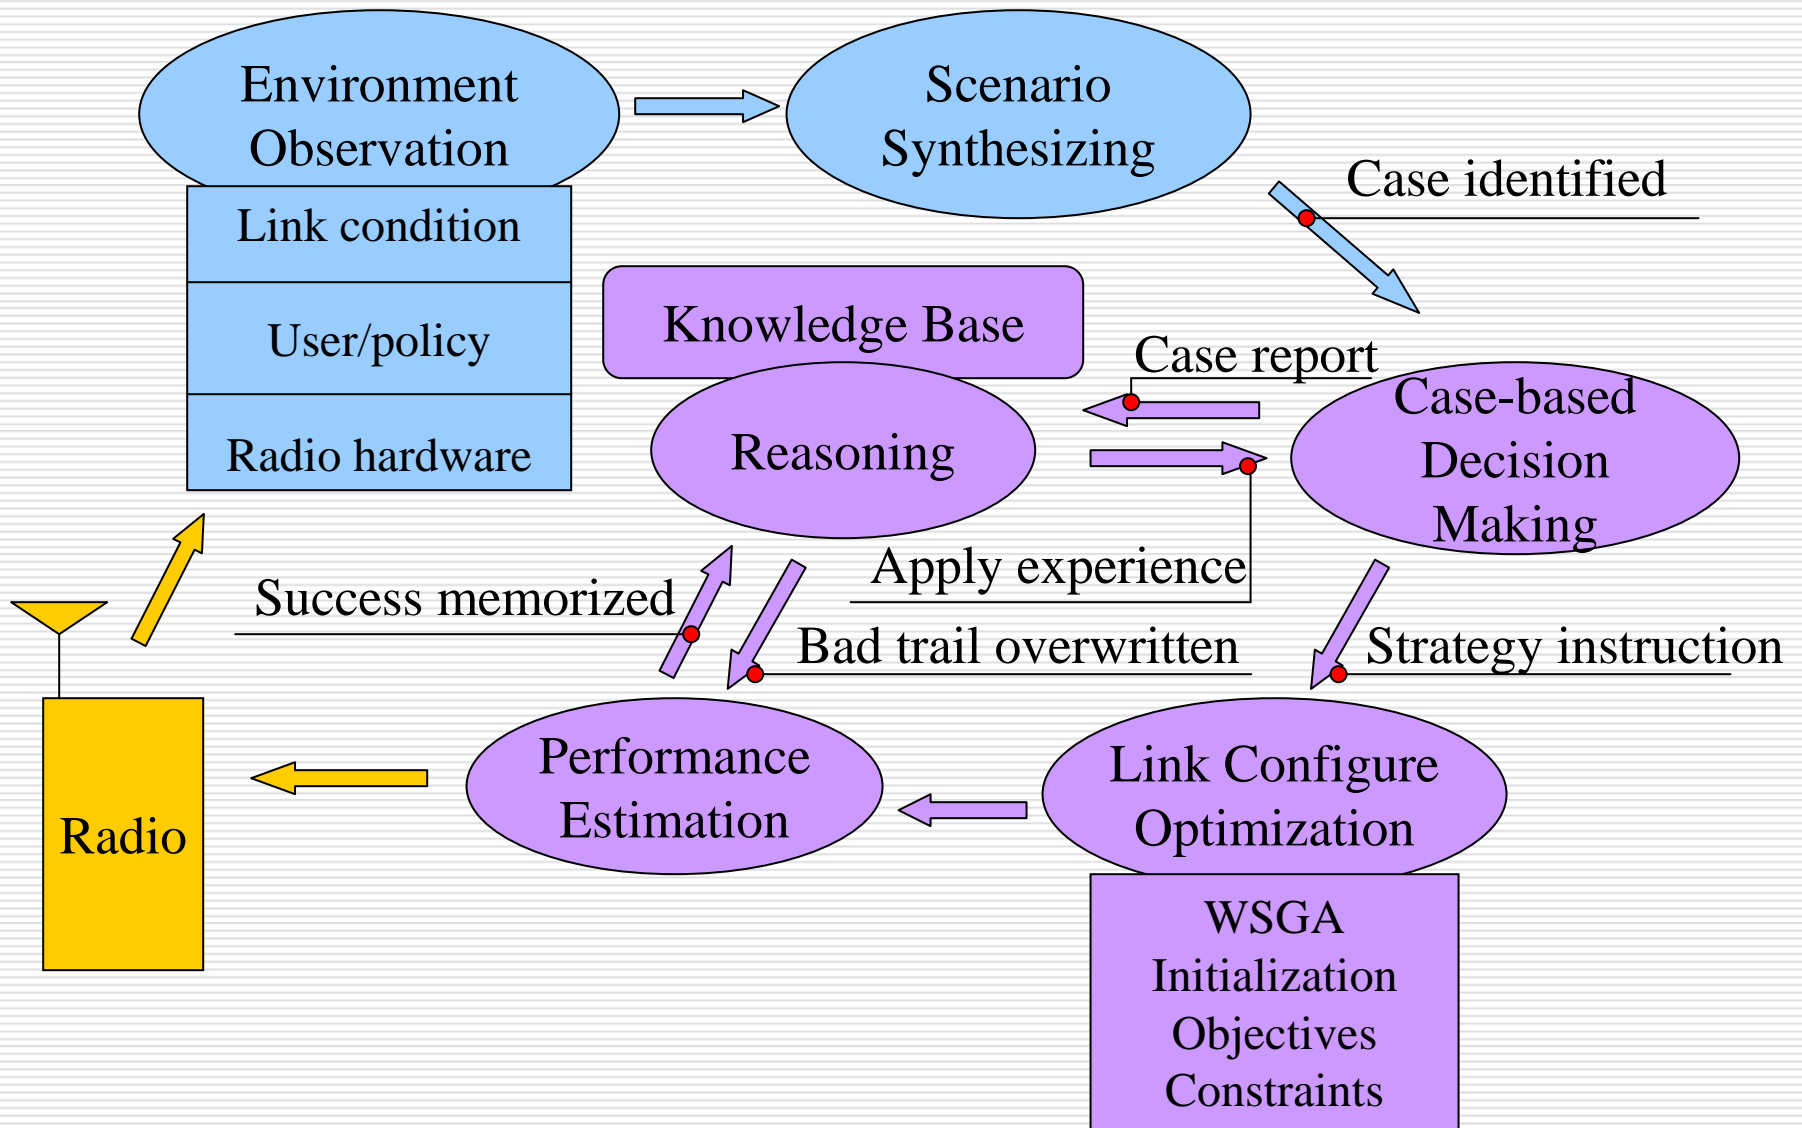 Environment
Observation
Scenario
Synthesizing
Case identified
Link condition
User/policy
Radio hardware
Knowledge Base
Reasoning
Case report
Case-based
Decision
Making
Apply experience
Success memorized
Bad trail overwritten
Strategy instruction
Radio
Performance
Estimation
Link Configure
Optimization
WSGA
Initialization
Objectives
Constraints